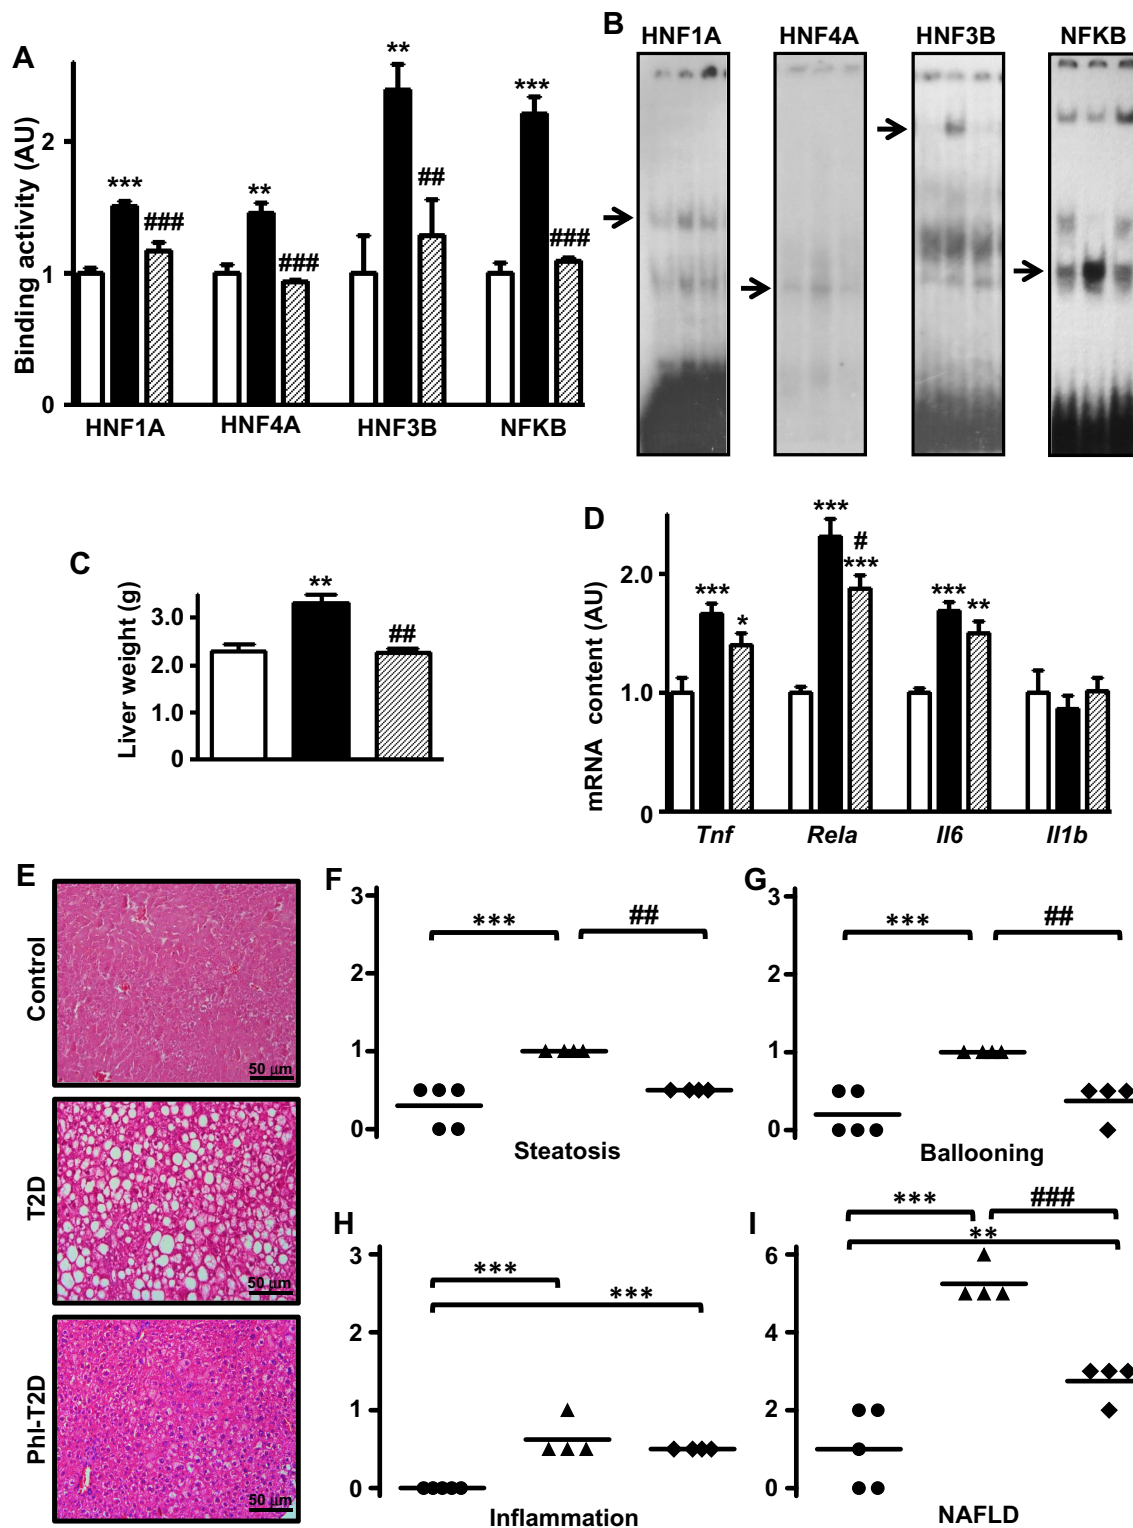 A
Binding activity (AU)
2
1
0
***
###
**
###
**
##
***
###
HNF1A
HNF4A
HNF3B
NFKB
B
HNF1A
HNF4A
HNF3B
NFKB
C
Liver weight (g)
3.0
2.0
1.0
0
**
##
D
mRNA content (AU)
2.0
1.0
0
***
*
***
#
***
***
**
Tnf
Rela
Il6
Il1b
E
Control
50 µm
T2D
50 µm
Phl-T2D
50 µm
F
3
2
1
0
***
##
Steatosis
G
3
2
1
0
***
##
Ballooning
H
3
2
1
0
***
***
Inflammation
I
6
4
2
0
***
###
**
NAFLD